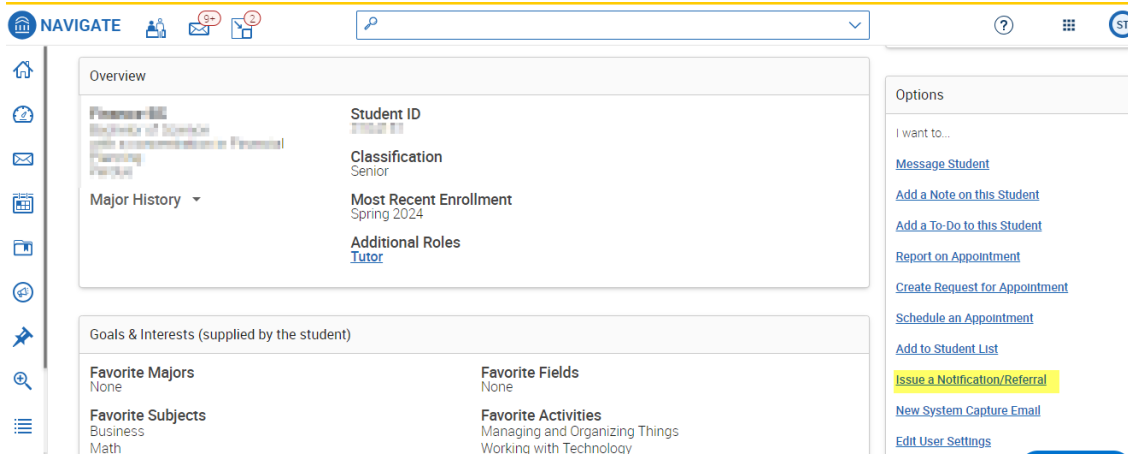 NAVIGATE
9+
2
?
ST
Overview
Student ID
Classification
Senior
Major History
Most Recent Enrollment
Spring 2024
Additional Roles
Tutor
Goals & Interests (supplied by the student)
Favorite Majors
None
Favorite Fields
None
Favorite Subjects
Business
Math
Favorite Activities
Managing and Organizing Things
Working with Technology
Options
I want to...
Message Student
Add a Note on this Student
Add a To-Do to this Student
Report on Appointment
Create Request for Appointment
Schedule an Appointment
Add to Student List
Issue a Notification/Referral
New System Capture Email
Edit User Settings